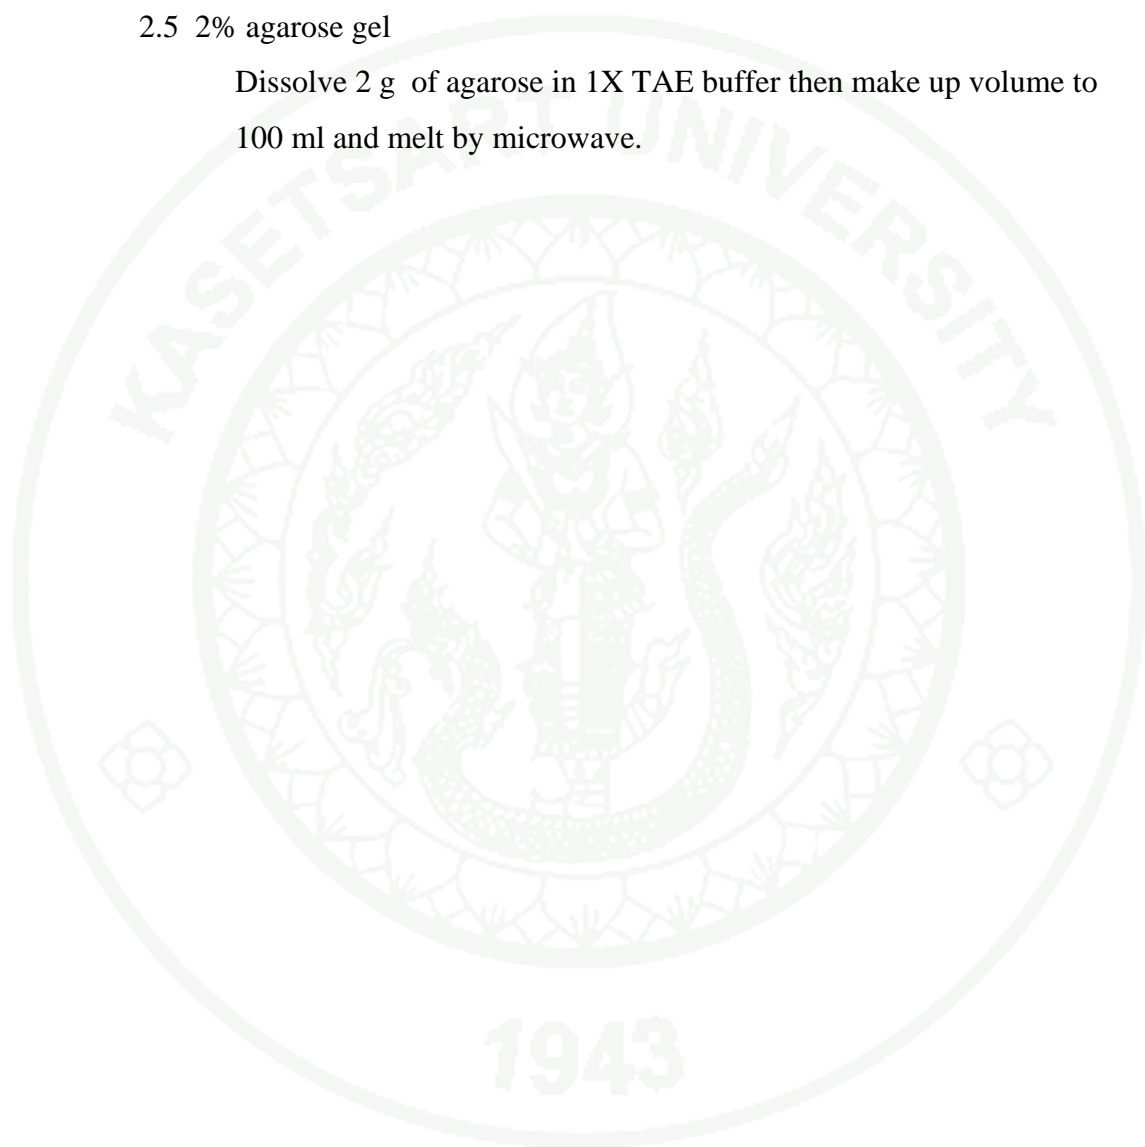 2.5 2% agarose gel
Dissolve 2 g of agarose in 1X TAE buffer then make up volume to
100 ml and melt by microwave.
KASETSART UNIVERSITY
1943